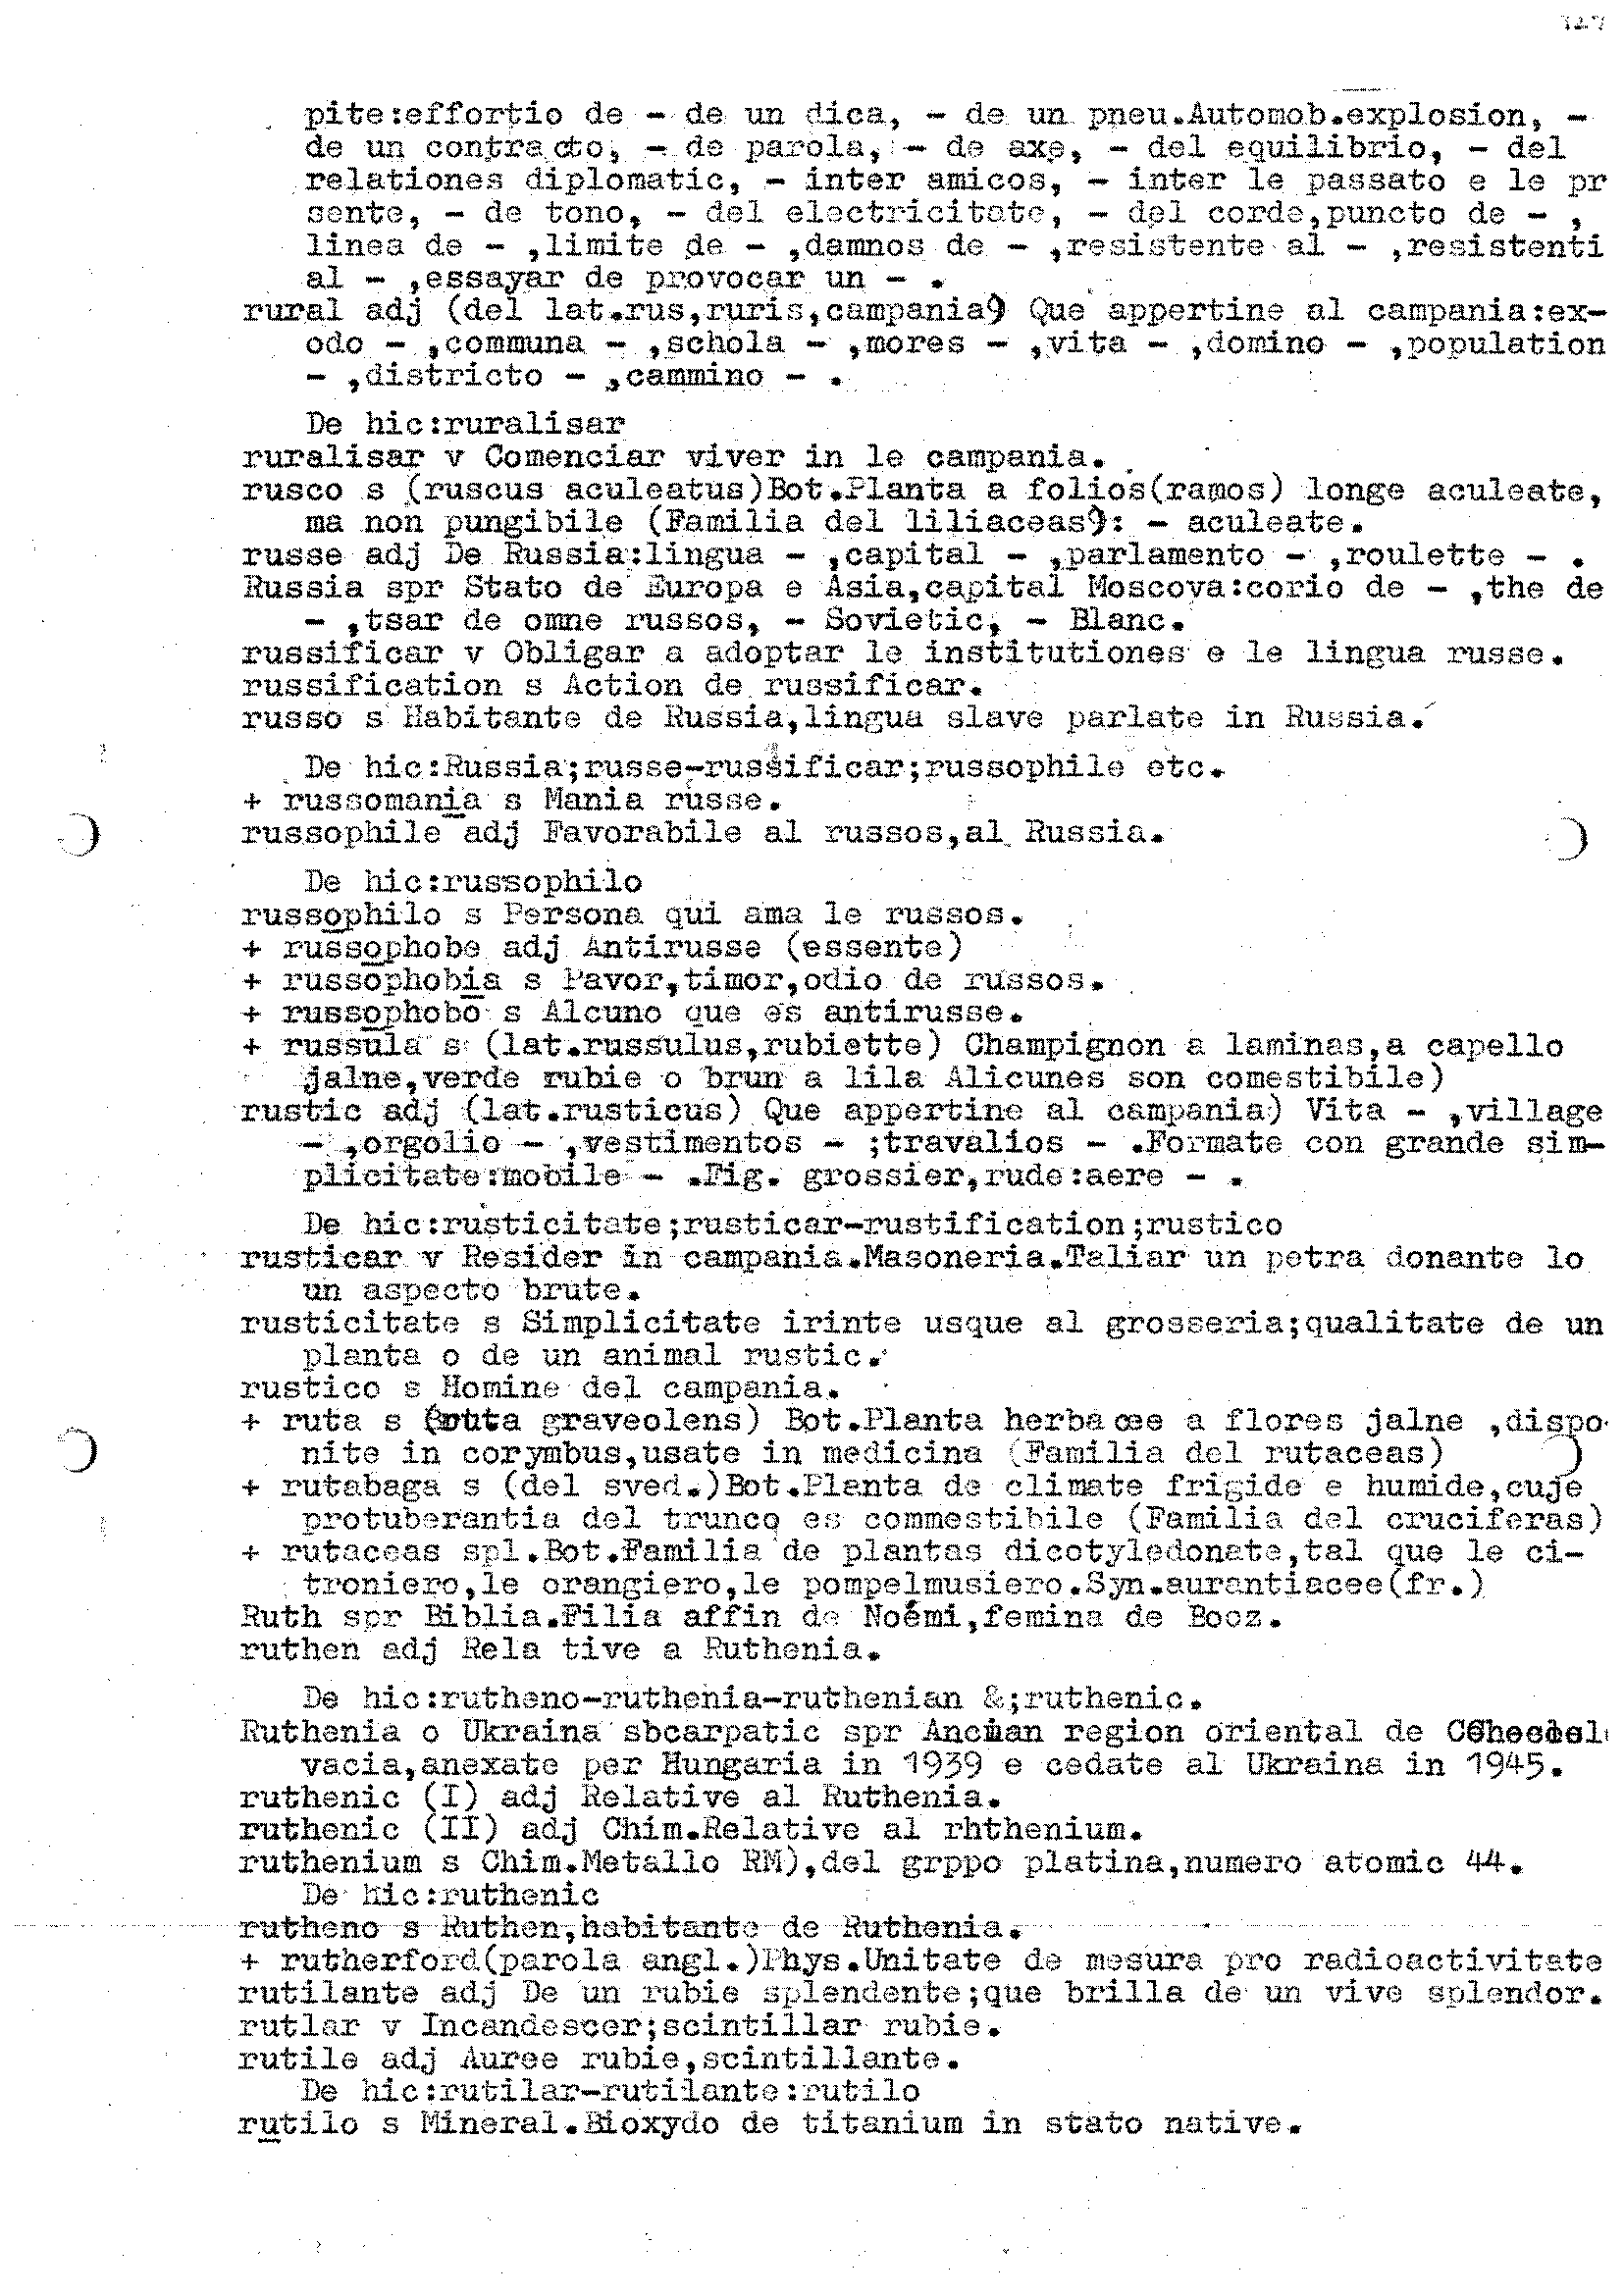 pite:effortio de - de un dica, - de un pneu.Automob.explosion, -
de un contracto, - de parola, - de axe, - del equilibrio, - del
relationes diplomatic, - inter amicos, - inter le passato e le pr
sente, - de tono, - del electricitate, - del corde,puncto de - ,
linea de - ,limite de - ,damnos de - ,resistente al - ,resistenti
al - ,essayar de provocar un - .
rural adj (del lat.rus,ruris,campania) Que appertine al campania:ex-
odo - ,communa - ,schola - ,mores - ,vita - ,domino - ,population
- ,districto - ,cammino - .
De hic:ruralisar
ruralisar v Comenciar viver in le campania.
rusco s (ruscus aculeatus)Bot.Planta a folios(ramos) longe aculeate,
ma non pungibile (Familia del liliaceas): - aculeate.
russe adj De Russia:lingua - ,capital - ,parlamento - ,roulette - .
Russia spr Stato de Europa e Asia,capital Moscova:corio de - ,the de
- ,tsar de omne russos, - Sovietic, - Blanc.
russificar v Obligar a adoptar le institutiones e le lingua russe.
russification s Action de russificar.
russo s Habitante de Russia,lingua slave parlate in Russia.
De hic:Russia;russe-russificar;russophile etc.
+ russomania s Mania russe.
russophile adj Favorabile al russos,al Russia.
De hic:russophilo
russophilo s Persona qui ama le russos.
+ russophobe adj Antirusse (essente)
+ russophobia s Pavor,timor,odio de russos.
+ russophobo s Alcuno que es antirusse.
+ russula s (lat.russulus,rubiette) Champignon a laminas,a capello
jalne,verde rubie o brun a lila Alicunes son comestibile)
rustic adj (lat.rusticus) Que appertine al campania) Vita - ,village
- ,orgolio - ,vestimentos - ;travalios - .Formate con grande sim-
plicitate:mobile - .Fig. grossier,rude:aere - .
De hic:rusticitate;rusticar-rustification;rustico
rusticar v Resider in campania.Masoneria.Taliar un petra donante lo
un aspecto brute.
rusticitate s Simplicitate irinte usque al grosseria;qualitate de un
planta o de un animal rustic.
rustico s Homine del campania.
+ ruta s (ruta graveolens) Bot.Planta herbacee a flores jalne ,dispo
nite in corymbus,usate in medicina (Familia del rutaceas)
+ rutabaga s (del sved.)Bot.Planta de climate frigide e humide,cuje
protuberantia del trunco es commestibile (Familia del cruciferas)
+ rutaceas spl.Bot.Familia de plantas dicotyledonate,tal que le ci-
troniero,le orangiero,le pompelmusiero.Syn.aurantiacee(fr.)
Ruth spr Biblia.Filia affin de Noémi,femina de Booz.
ruthen adj Rela tive a Ruthenia.
De hic:rutheno-ruthenia-ruthenian &;ruthenic.
Ruthenia o Ukraina sbcarpatic spr Ancian region oriental de
vacia,anexate per Hungaria in 1939 e cedate al Ukraina in 1945.
ruthenic (I) adj Relative al Ruthenia.
ruthenic (II) adj Chim.Relative al rhthenium.
ruthenium s Chim.Metallo RM),del grppo platina,numero atomic 44.
De hic:ruthenic
rutheno s Ruthen,habitante de Ruthenia.
+ rutherford(parola angl.)Phys.Unitate de mesura pro radioactivitate
rutilante adj De un rubie splendente;que brilla de un vive splendor.
rutlar v Incandescer;scintillar rubie.
rutile adj Auree rubie,scintillante.
De hic:rutilar-rutilante:rutilo
rutilo s Mineral.Bioxydo de titanium in stato native.